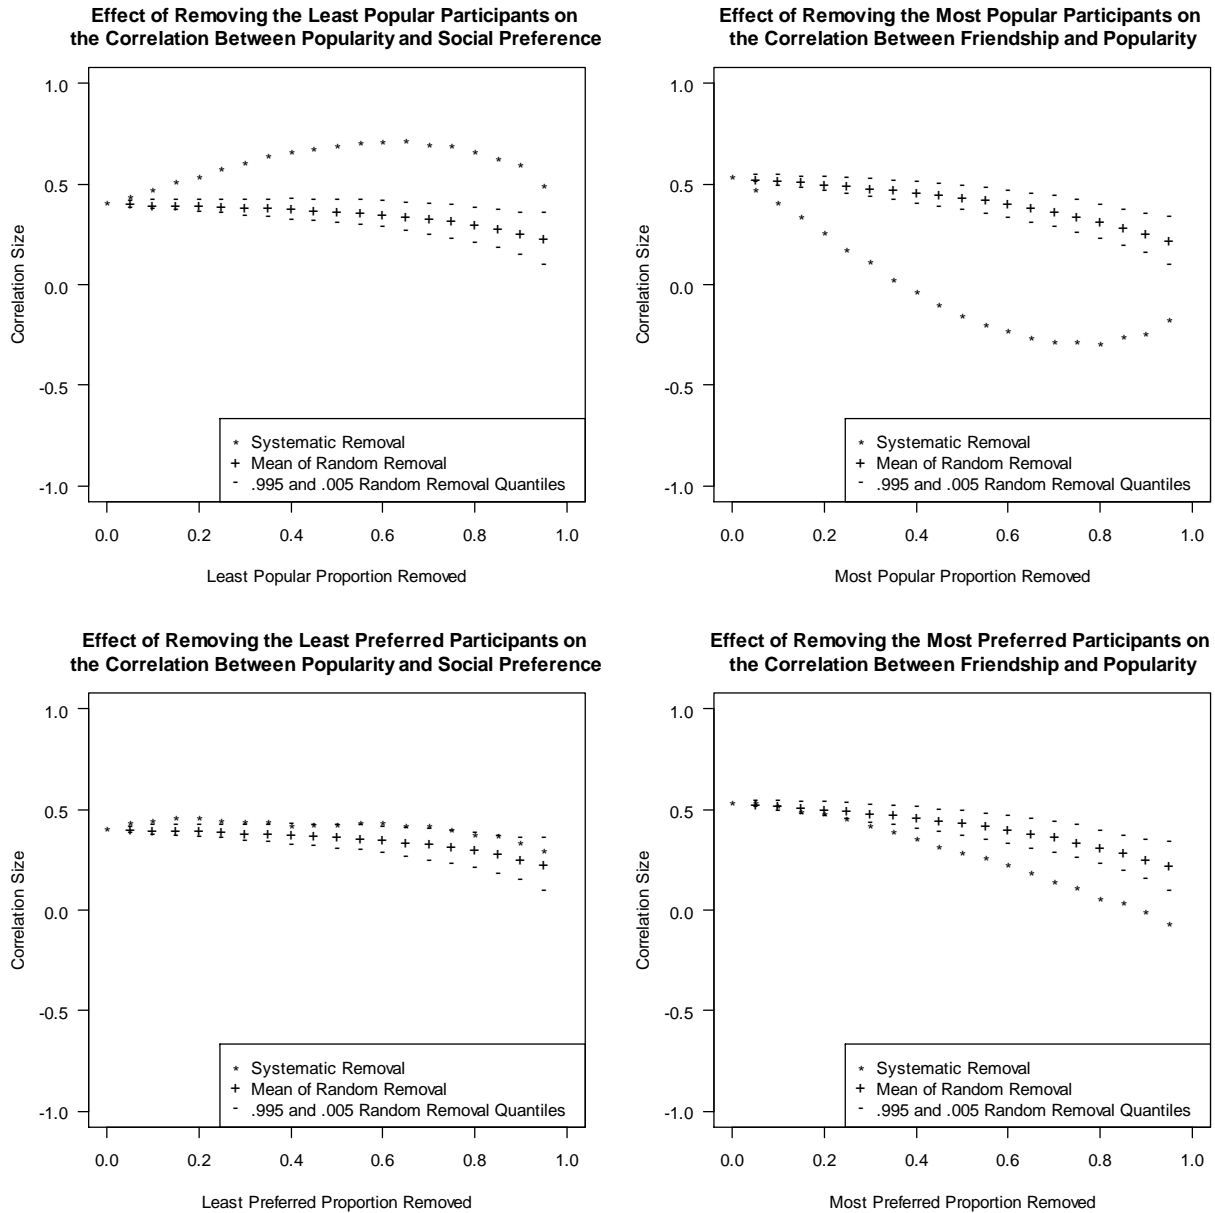 Effect of Removing the Least Popular Participants on
the Correlation Between Popularity and Social Preference
1.0
0.5
0.0
-0.5
-1.0
Correlation Size
* Systematic Removal
+ Mean of Random Removal
- .995 and .005 Random Removal Quantiles
0.0 0.2 0.4 0.6 0.8 1.0
Least Popular Proportion Removed
Effect of Removing the Most Popular Participants on
the Correlation Between Friendship and Popularity
1.0
0.5
0.0
-0.5
-1.0
Correlation Size
* Systematic Removal
+ Mean of Random Removal
- .995 and .005 Random Removal Quantiles
0.0 0.2 0.4 0.6 0.8 1.0
Most Popular Proportion Removed
Effect of Removing the Least Preferred Participants on
the Correlation Between Popularity and Social Preference
1.0
0.5
0.0
-0.5
-1.0
Correlation Size
* Systematic Removal
+ Mean of Random Removal
- .995 and .005 Random Removal Quantiles
0.0 0.2 0.4 0.6 0.8 1.0
Least Preferred Proportion Removed
Effect of Removing the Most Preferred Participants on
the Correlation Between Friendship and Popularity
1.0
0.5
0.0
-0.5
-1.0
Correlation Size
* Systematic Removal
+ Mean of Random Removal
- .995 and .005 Random Removal Quantiles
0.0 0.2 0.4 0.6 0.8 1.0
Most Preferred Proportion Removed